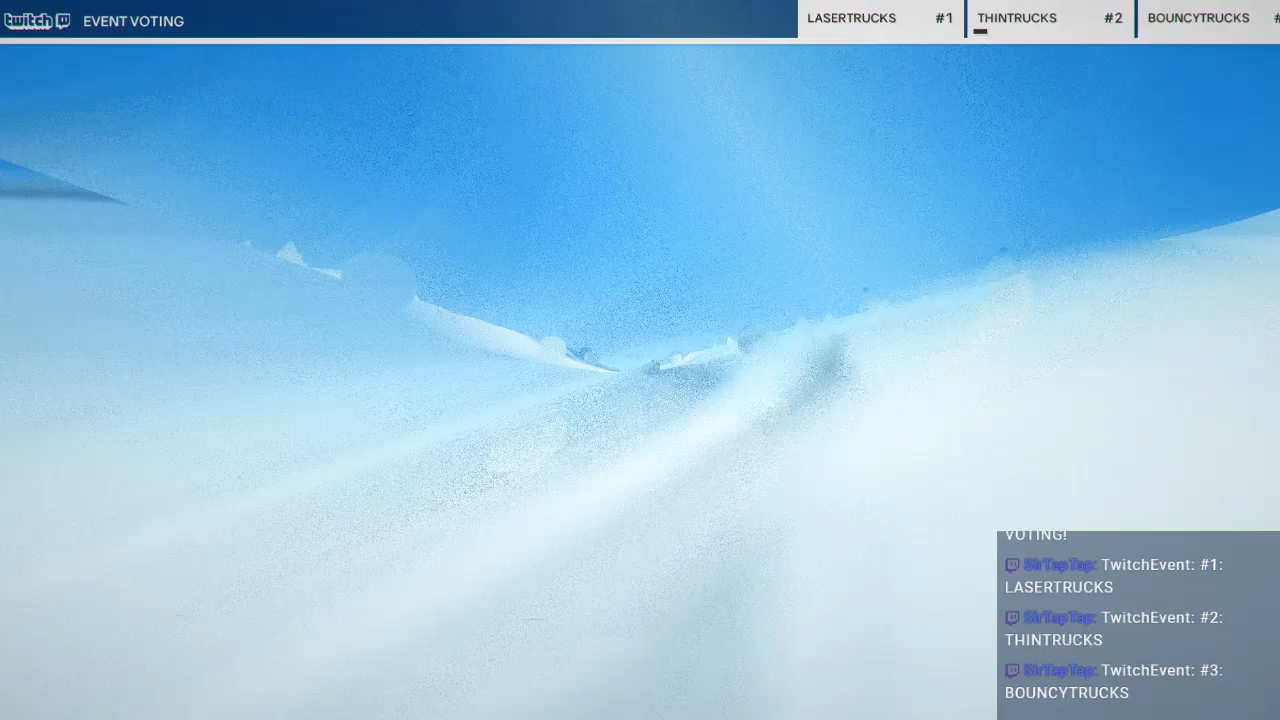 twitch EVENT VOTING
LASERTRUCKS #1
THINTRUCKS #2
BOUNCYTRUCKS #
VOTING!
SirTapTap: TwitchEvent: #1:
LASERTRUCKS
SirTapTap: TwitchEvent: #2:
THINTRUCKS
SirTapTap: TwitchEvent: #3:
BOUNCYTRUCKS